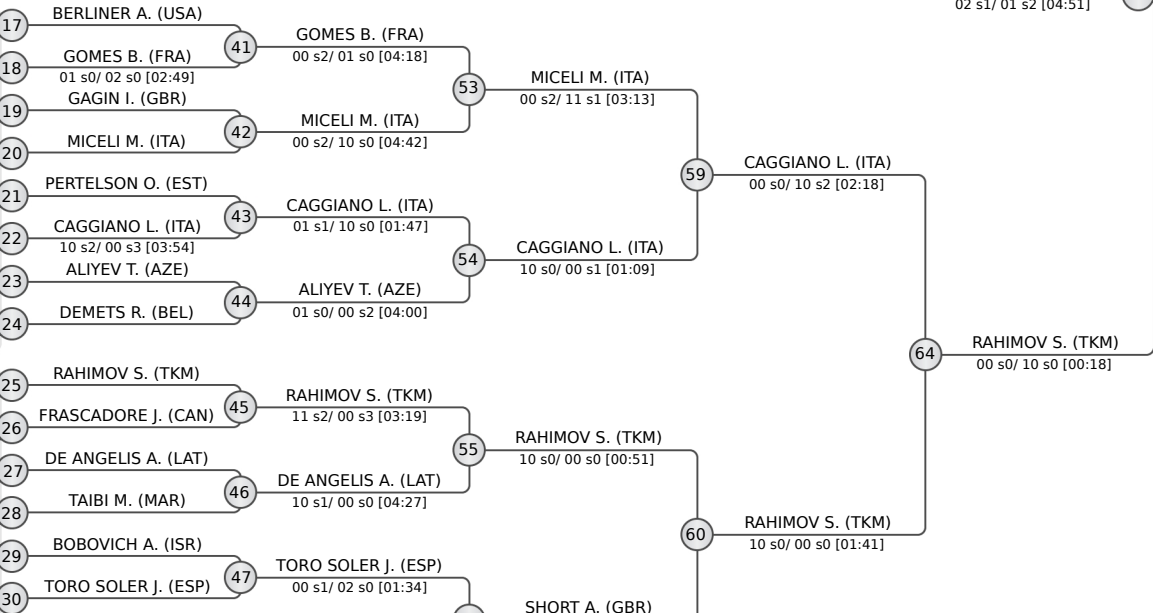 02 s1/ 01 s2 [04:51]
17
BERLINER A. (USA)
41
GOMES B. (FRA)
00 s2/ 01 s0 [04:18]
18
GOMES B. (FRA)
01 s0/ 02 s0 [02:49]
53
MICELI M. (ITA)
00 s2/ 11 s1 [03:13]
19
GAGIN I. (GBR)
42
MICELI M. (ITA)
00 s2/ 10 s0 [04:42]
20
MICELI M. (ITA)
59
CAGGIANO L. (ITA)
00 s0/ 10 s2 [02:18]
21
PERTELSON O. (EST)
43
CAGGIANO L. (ITA)
01 s1/ 10 s0 [01:47]
22
CAGGIANO L. (ITA)
10 s2/ 00 s3 [03:54]
54
CAGGIANO L. (ITA)
10 s0/ 00 s1 [01:09]
23
ALIYEV T. (AZE)
44
ALIYEV T. (AZE)
01 s0/ 00 s2 [04:00]
24
DEMETS R. (BEL)
64
RAHIMOV S. (TKM)
00 s0/ 10 s0 [00:18]
25
RAHIMOV S. (TKM)
45
RAHIMOV S. (TKM)
11 s2/ 00 s3 [03:19]
26
FRASCADORE J. (CAN)
55
RAHIMOV S. (TKM)
10 s0/ 00 s0 [00:51]
27
DE ANGELIS A. (LAT)
46
DE ANGELIS A. (LAT)
10 s1/ 00 s0 [04:27]
28
TAIBI M. (MAR)
60
RAHIMOV S. (TKM)
10 s0/ 00 s0 [01:41]
29
BOBOVICH A. (ISR)
47
TORO SOLER J. (ESP)
00 s1/ 02 s0 [01:34]
30
TORO SOLER J. (ESP)
SHORT A. (GBR)